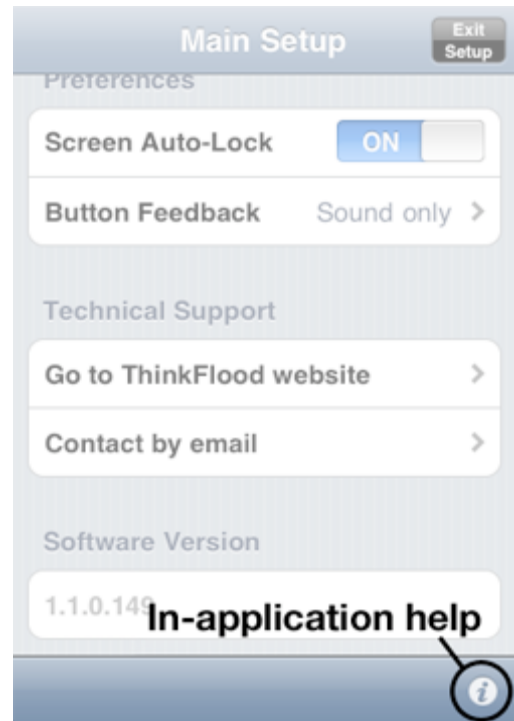 Main Setup
Exit
Setup
Preferences
Screen Auto-Lock ON
Button Feedback Sound only >
Technical Support
Go to ThinkFlood website >
Contact by email >
Software Version
1.1.0.149
In-application help
i